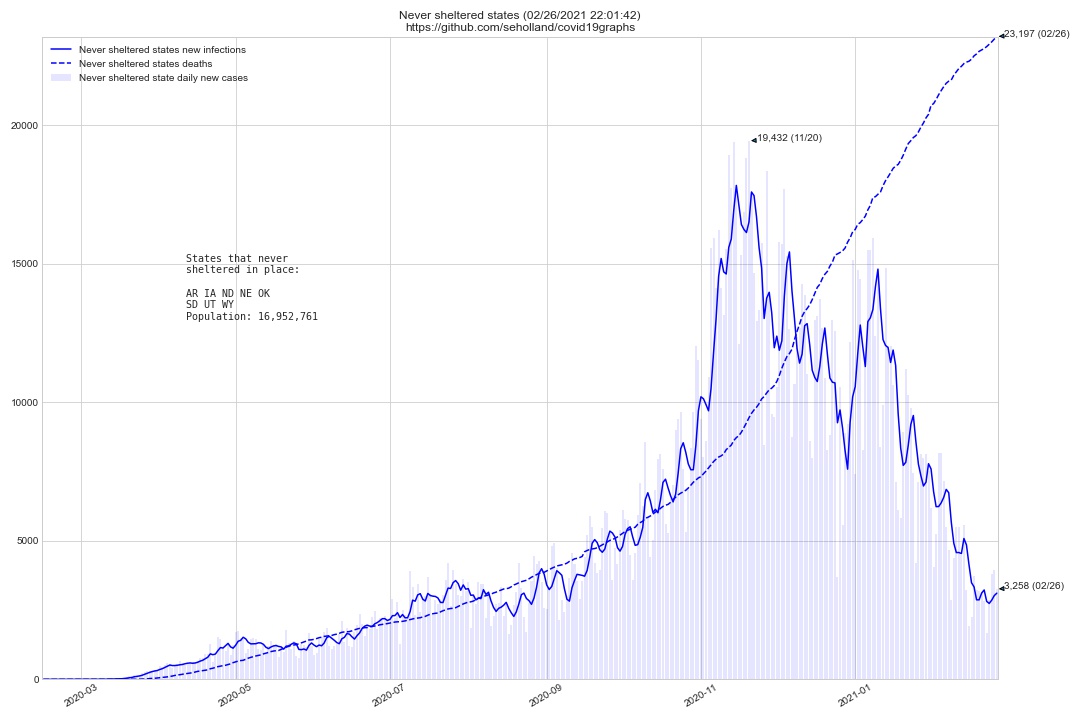 Never sheltered states (02/26/2021 22:01:42)
https://github.com/seholland/covid19graphs
Never sheltered states new infections
Never sheltered states deaths
Never sheltered state daily new cases
23,197 (02/26)
19,432 (11/20)
3,258 (02/26)
States that never
sheltered in place:
AR IA ND NE OK
SD UT WY
Population: 16,952,761
20000
15000
10000
5000
0
2020-03
2020-05
2020-07
2020-09
2020-11
2021-01